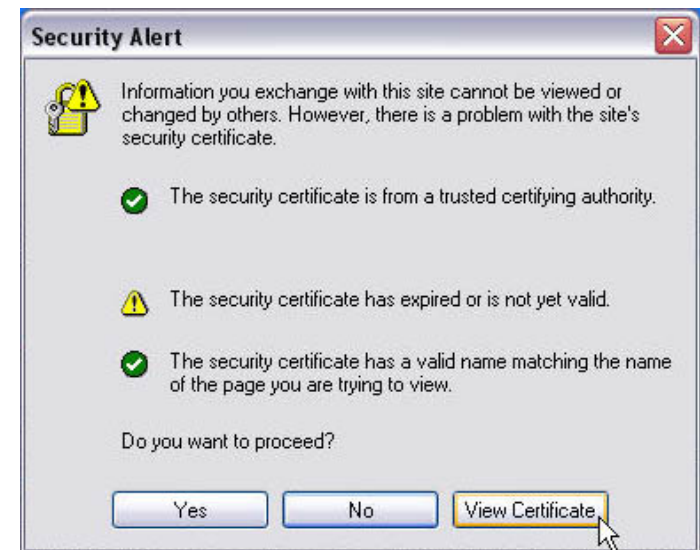 Security Alert
Information you exchange with this site cannot be viewed or
changed by others. However, there is a problem with the site's
security certificate.
The security certificate is from a trusted certifying authority.
The security certificate has expired or is not yet valid.
The security certificate has a valid name matching the name
of the page you are trying to view.
Do you want to proceed?
Yes No View Certificate